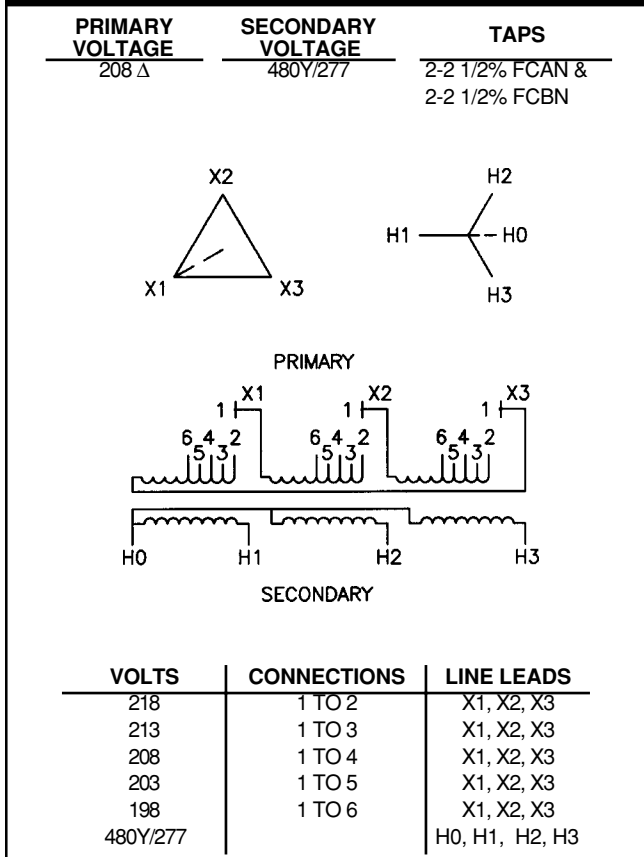 PRIMARY VOLTAGE SECONDARY VOLTAGE TAPS
208 Δ 480Y/277 2-2 1/2% FCAN &
2-2 1/2% FCBN
X2 H2
H1 H0
X1 X3 H3
PRIMARY
1 X1 1 X2 1 X3
6 5 4 3 2 6 5 4 3 2 6 5 4 3 2
H0 H1 H2 H3
SECONDARY
VOLTS CONNECTIONS LINE LEADS
218 1 TO 2 X1, X2, X3
213 1 TO 3 X1, X2, X3
208 1 TO 4 X1, X2, X3
203 1 TO 5 X1, X2, X3
198 1 TO 6 X1, X2, X3
480Y/277 H0, H1, H2, H3